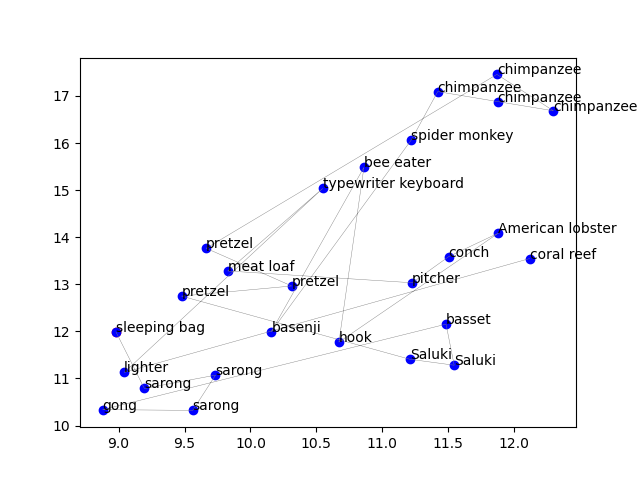 chimpanzee
chimpanzee
chimpanzee
chimpanzee
17
16
spider monkey
bee eater
15
typewriter keyboard
American lobster
14
pretzel
conch
coral reef
meat loaf
13
pretzel
pitcher
pretzel
12
sleeping bag
basenji
hook
basset
11
lighter
sarong
sarong
Saluki
Saluki
10
gong
sarong
9.0 9.5 10.0 10.5 11.0 11.5 12.0